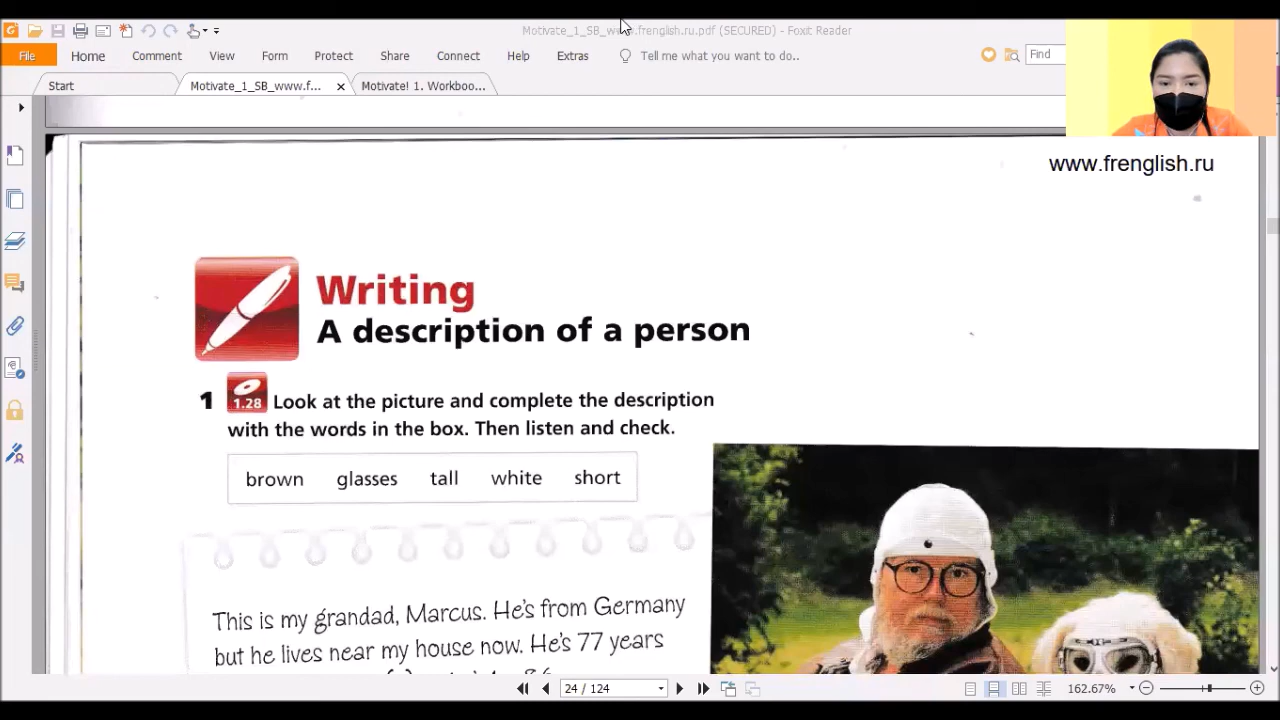 Motivate_1_SB_www.frenglish.ru.pdf (SECURED) - Foxit Reader
File Home Comment View Form Protect Share Connect Help Extras Tell me what you want to do.. Find
Start Motivate_1_SB_www.f... Motivate! 1. Workboo...
www.frenglish.ru
Writing
A description of a person
1 1.28 Look at the picture and complete the description
with the words in the box. Then listen and check.
brown glasses tall white short
This is my grandad, Marcus. He's from Germany
but he lives near my house now. He's 77 years
24 / 124 162.67%